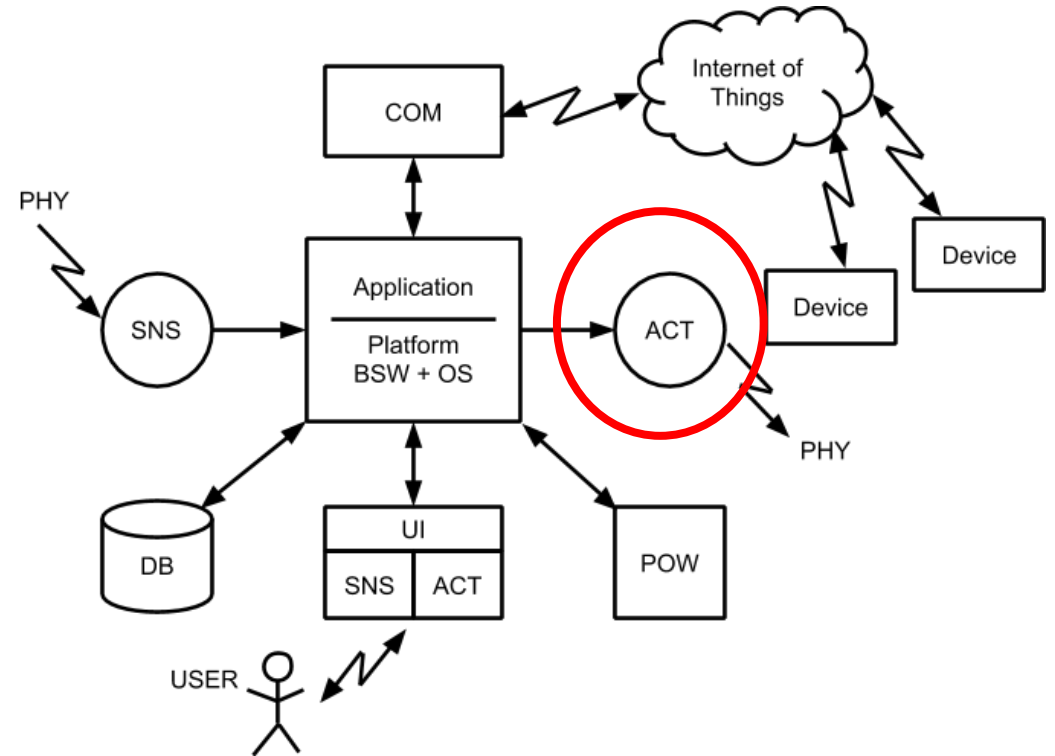 Internet of
Things
COM
PHY
Device
Application
Device
SNS
ACT
Platform
BSW + OS
PHY
UI
DB
SNS
ACT
POW
USER